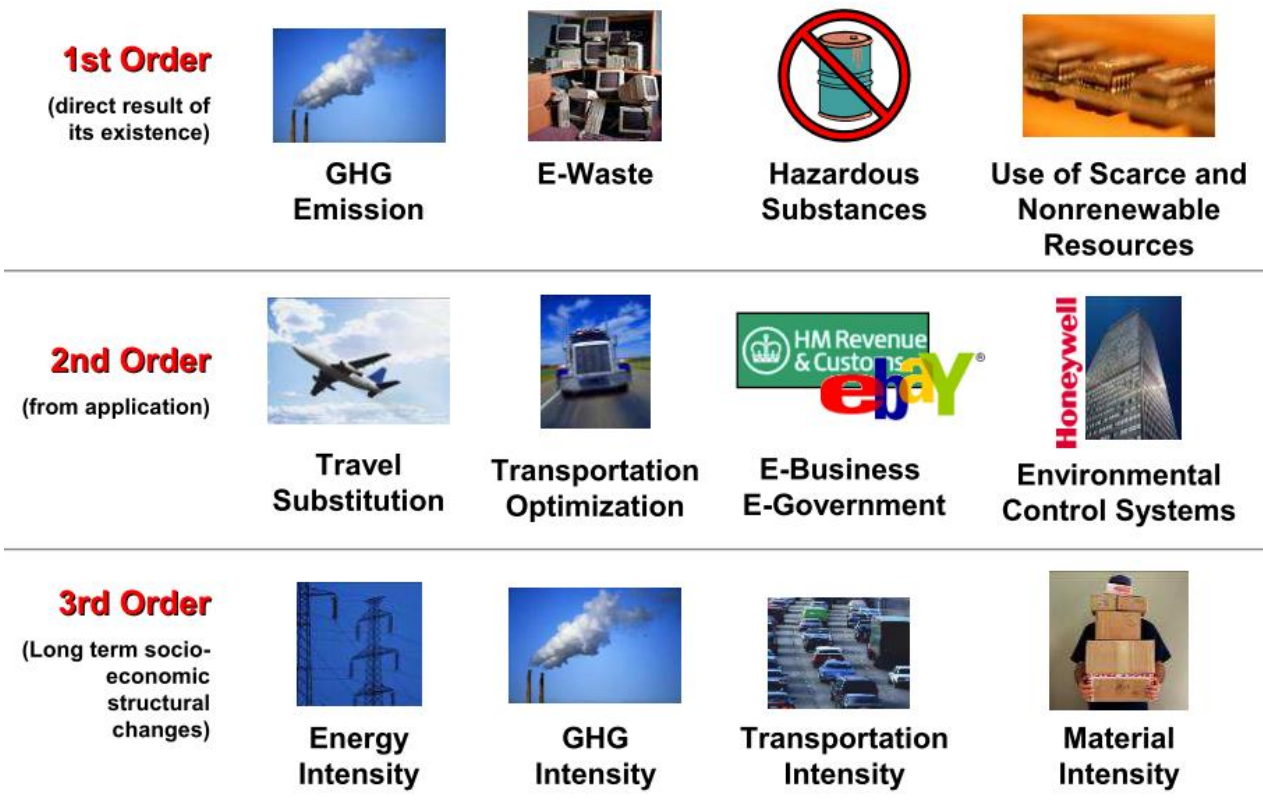 1st Order
(direct result of
its existence)
GHG
Emission
E-Waste
Hazardous
Substances
Use of Scarce and
Nonrenewable
Resources
2nd Order
(from application)
Travel
Substitution
Transportation
Optimization
HM Revenue
& Customs
ebaY®
E-Business
E-Government
Honeywell
Environmental
Control Systems
3rd Order
(Long term socio-
economic
structural
changes)
Energy
Intensity
GHG
Intensity
Transportation
Intensity
Material
Intensity